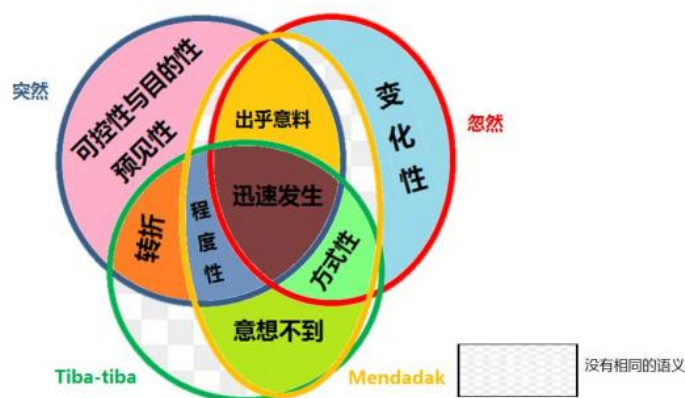 突然
可控性与目的性
预见性
出乎意料
变化性
忽然
迅速发生
转折
程度性
方式性
意想不到
Tiba-tiba
Mendadak
没有相同的语义